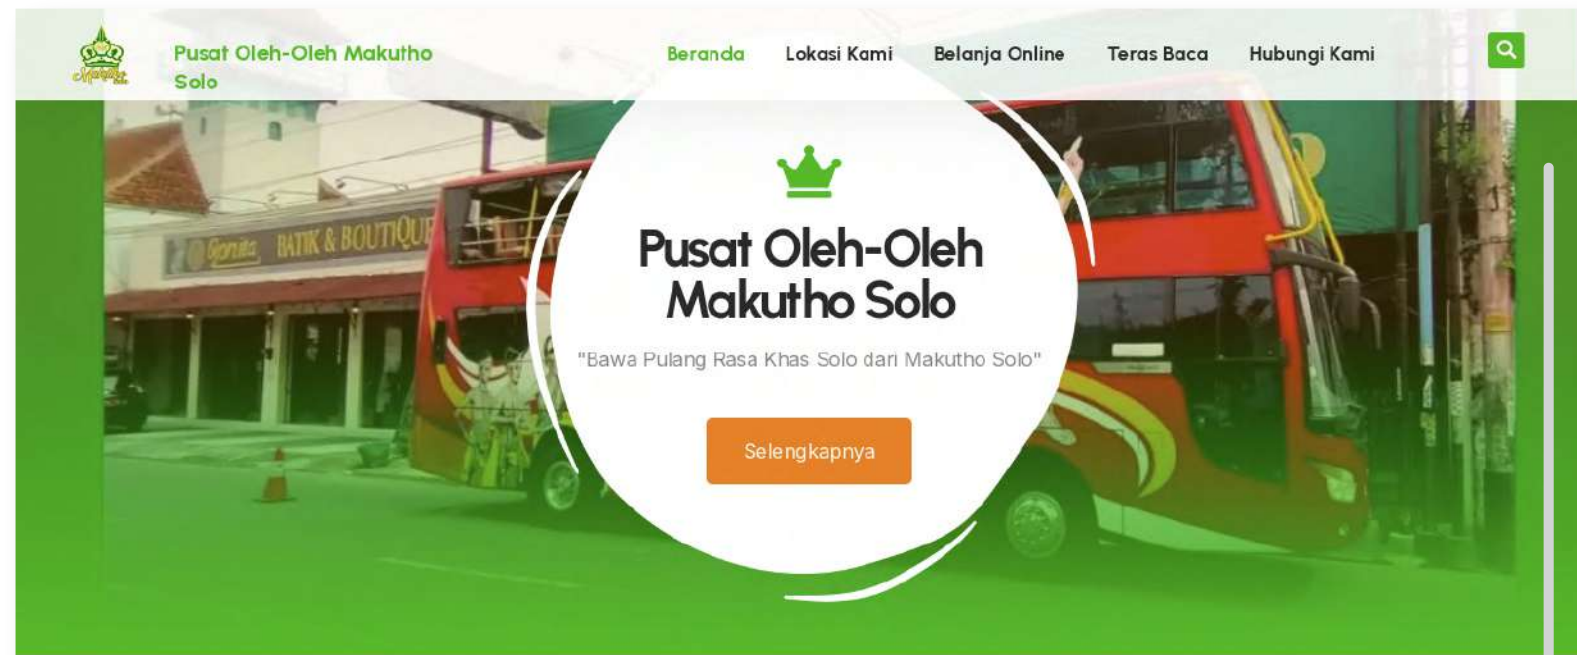 Makutho
Pusat Oleh-Oleh Makutho
Solo
Beranda
Lokasi Kami
Belanja Online
Teras Baca
Hubungi Kami
BATIK & BOUTIQUE
Pusat Oleh-Oleh
Makutho Solo
"Bawa Pulang Rasa Khas Solo dari Makutho Solo"
Selengkapnya